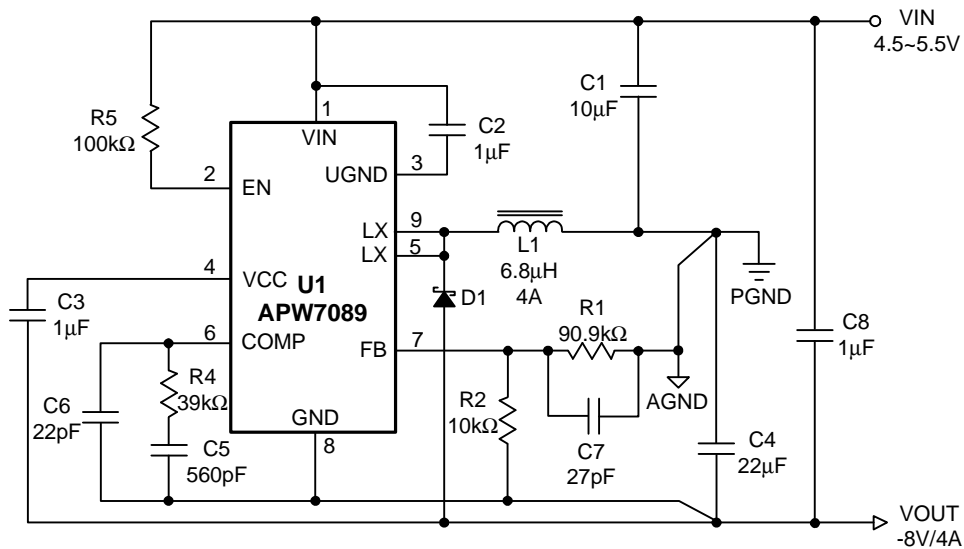 VIN
4.5~5.5V
C1
10μF
R5
100kΩ
1
VIN
C2
1μF
2
EN
UGND
3
LX
9
LX
5
L1
6.8μH
4A
PGND
4
VCC
U1
APW7089
C3
1μF
D1
R1
90.9kΩ
C8
1μF
6
COMP
FB
7
AGND
R4
39kΩ
C6
22pF
GND
8
R2
10kΩ
C5
560pF
C7
27pF
C4
22μF
VOUT
-8V/4A